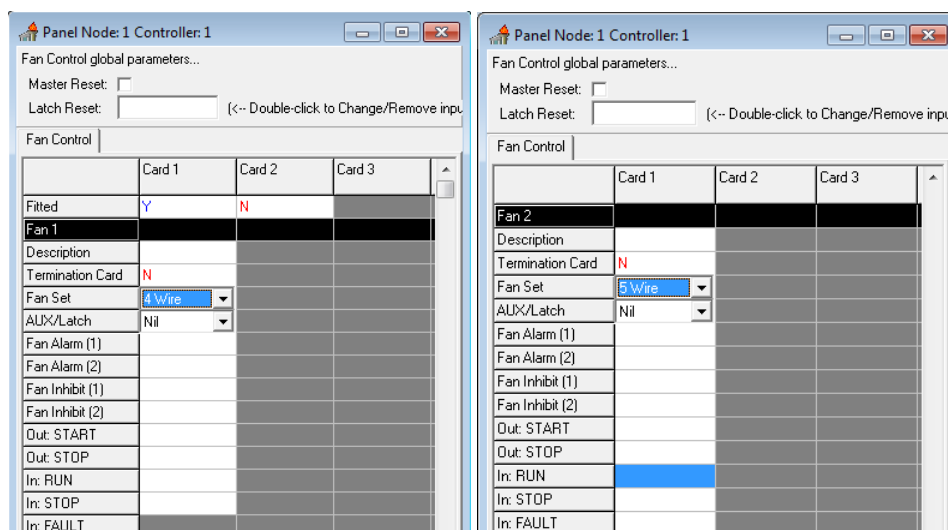 Panel Node: 1 Controller: 1
Fan Control global parameters...
Master Reset:
Latch Reset: (<-- Double-click to Change/Remove inpu
Fan Control
Card 1 Card 2 Card 3
Fitted Y N
Fan 1
Description
Termination Card N
Fan Set 4 Wire
AUX/Latch Nil
Fan Alarm (1)
Fan Alarm (2)
Fan Inhibit (1)
Fan Inhibit (2)
Out: START
Out: STOP
In: RUN
In: STOP
In: FAULT
Panel Node: 1 Controller: 1
Fan Control global parameters...
Master Reset:
Latch Reset: (<-- Double-click to Change/Remove inpu
Fan Control
Card 1 Card 2 Card 3
Fan 2
Description
Termination Card N
Fan Set 5 Wire
AUX/Latch Nil
Fan Alarm (1)
Fan Alarm (2)
Fan Inhibit (1)
Fan Inhibit (2)
Out: START
Out: STOP
In: RUN
In: STOP
In: FAULT